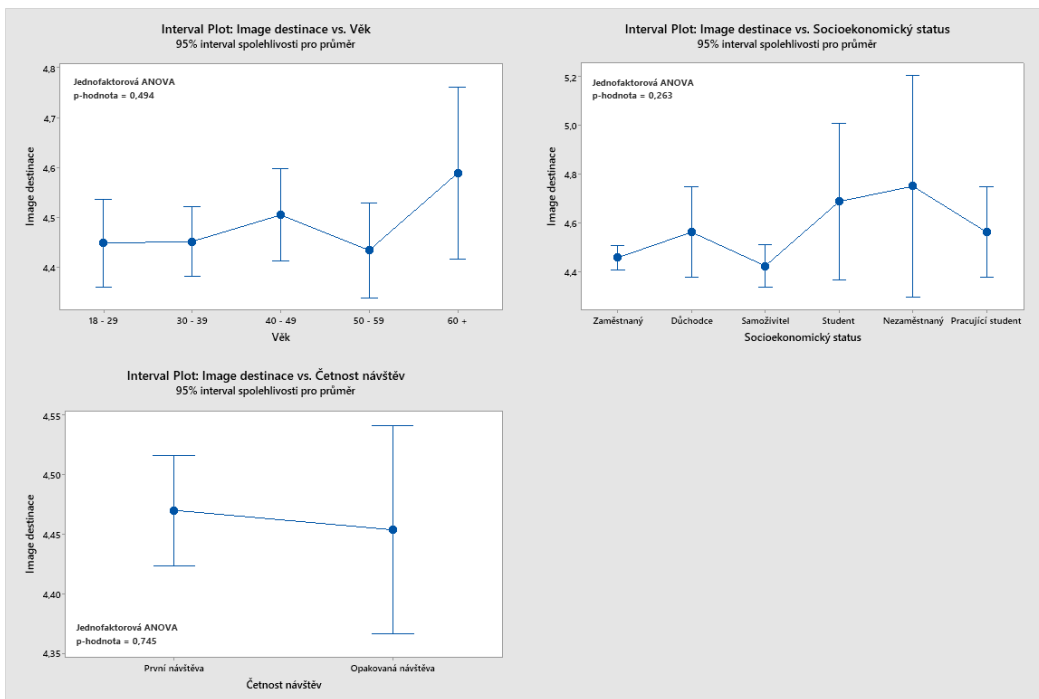 Interval Plot: Image destinace vs. Věk
95% interval spolehlivosti pro průměr
Jednofaktorová ANOVA
p-hodnota = 0,494
Image destinace
4,8
4,7
4,6
4,5
4,4
18 - 29
30 - 39
40 - 49
50 - 59
60 +
Věk
Interval Plot: Image destinace vs. Socioekonomický status
95% interval spolehlivosti pro průměr
Jednofaktorová ANOVA
p-hodnota = 0,263
Image destinace
5,2
5,0
4,8
4,6
4,4
Zaměstnaný
Důchodce
Samoživitel
Student
Nezaměstnaný
Pracující student
Socioekonomický status
Interval Plot: Image destinace vs. Četnost návštěv
95% interval spolehlivosti pro průměr
Image destinace
4,55
4,50
4,45
4,40
4,35
Jednofaktorová ANOVA
p-hodnota = 0,745
První návštěva
Opakovaná návštěva
Četnost návštěv